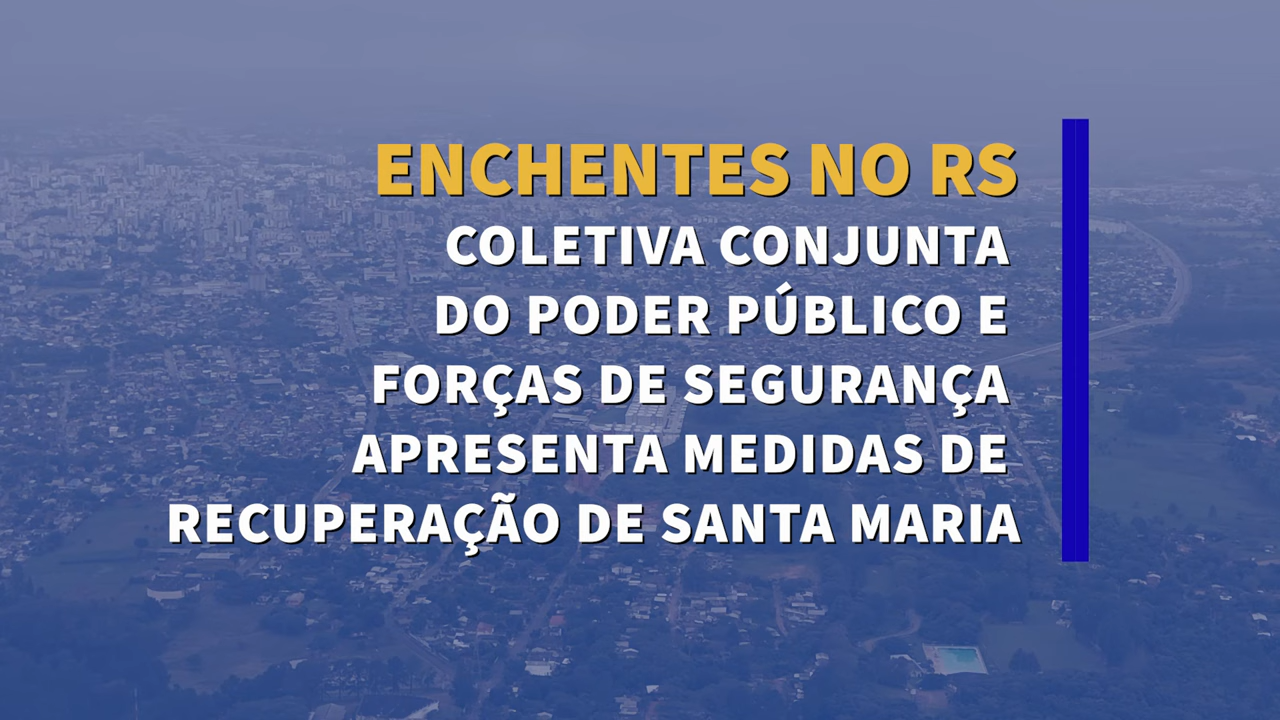 ENCHENTES NO RS
COLETIVA CONJUNTA
DO PODER PÚBLICO E
FORÇAS DE SEGURANÇA
APRESENTA MEDIDAS DE
RECUPERAÇÃO DE SANTA MARIA